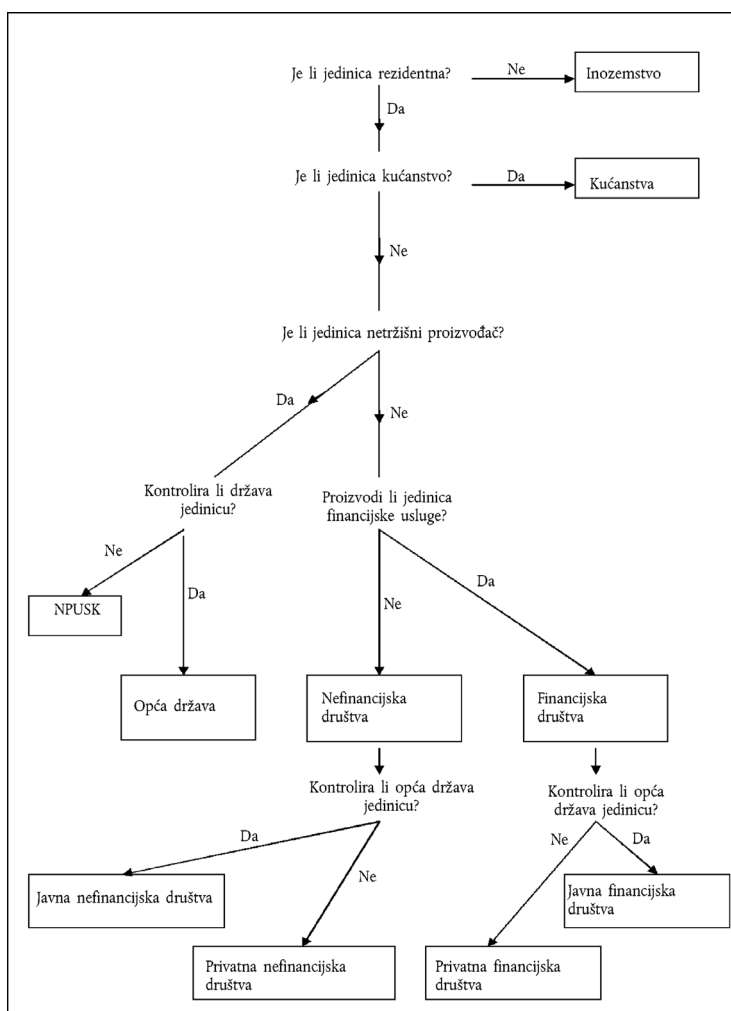 Je li jedinica rezidentna?
Ne
Inozemstvo
Da
Je li jedinica kućanstvo?
Da
Kućanstva
Ne
Je li jedinica netržišni proizvođač?
Da
Ne
Kontrolira li država
jedinicu?
Proizvodi li jedinica
financijske usluge?
Ne
Da
Ne
Da
NPUSK
Opća država
Nefinancijska
društva
Financijska
društva
Kontrolira li opća država
jedinicu?
Kontrolira li opća
država jedinicu?
Da
Ne
Ne
Da
Javna nefinancijska društva
Javna financijska
društva
Privatna nefinancijska
društva
Privatna financijska
društva